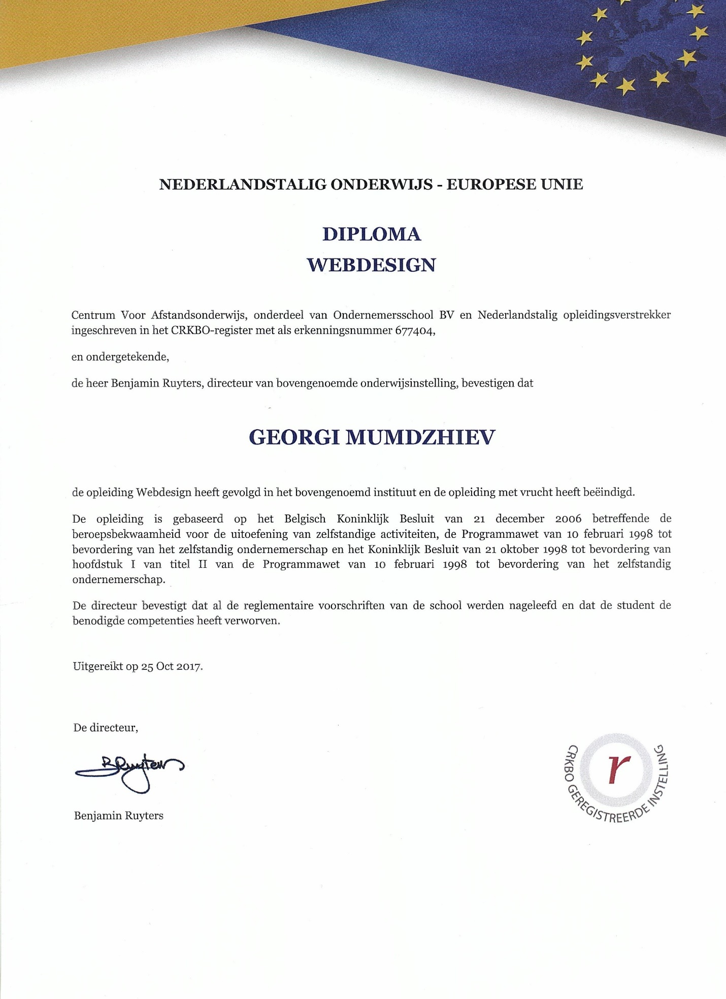 NEDERLANDSTALIG ONDERWIJS - EUROPESE UNIE
DIPLOMA
WEBDESIGN
Centrum Voor Afstandsonderwijs, onderdeel van Ondernemersschool BV en Nederlandstalig opleidingsverstrekker
ingeschreven in het CRKBO-register met als erkenningsnummer 677404,
en ondergetekende,
de heer Benjamin Ruyters, directeur van bovengenoemde onderwijsinstelling, bevestigen dat
GEORGI MUMDZHIEV
de opleiding Webdesign heeft gevolgd in het bovengenoemd instituut en de opleiding met vrucht heeft beëindigd.
De opleiding is gebaseerd op het Belgisch Koninklijk Besluit van 21 december 2006 betreffende de
beroepsbekwaamheid voor de uitoefening van zelfstandige activiteiten, de Programmawet van 10 februari 1998 tot
bevordering van het zelfstandig ondernemerschap en het Koninklijk Besluit van 21 oktober 1998 tot bevordering van
hoofdstuk I van titel II van de Programmawet van 10 februari 1998 tot bevordering van het zelfstandig
ondernemerschap.
De directeur bevestigt dat al de reglementaire voorschriften van de school werden nageleefd en dat de student de
benodigde competenties heeft verworven.
Uitgereikt op 25 Oct 2017.
De directeur,
BRuyters
Benjamin Ruyters
r
CRKBO GEREGISTREERDE INSTELLING